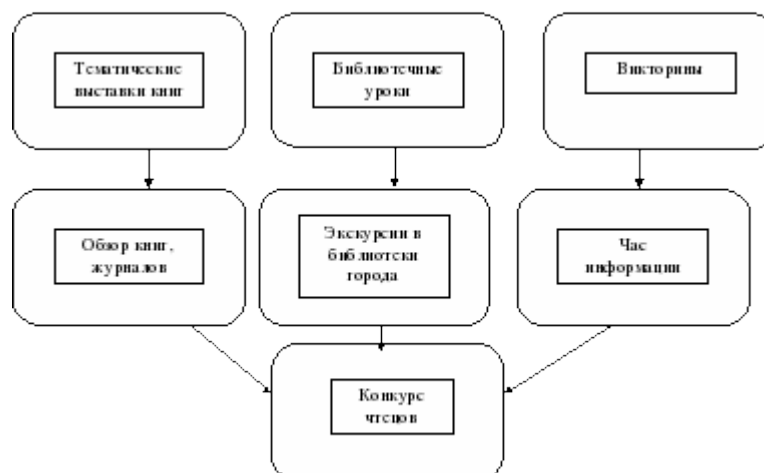 Тематические
выставки книг
Библиотечные
уроки
Викторины
Обзор книг,
журналов
Экскурсии в
библиотеки
города
Час
информации
Конкурс
чтецов